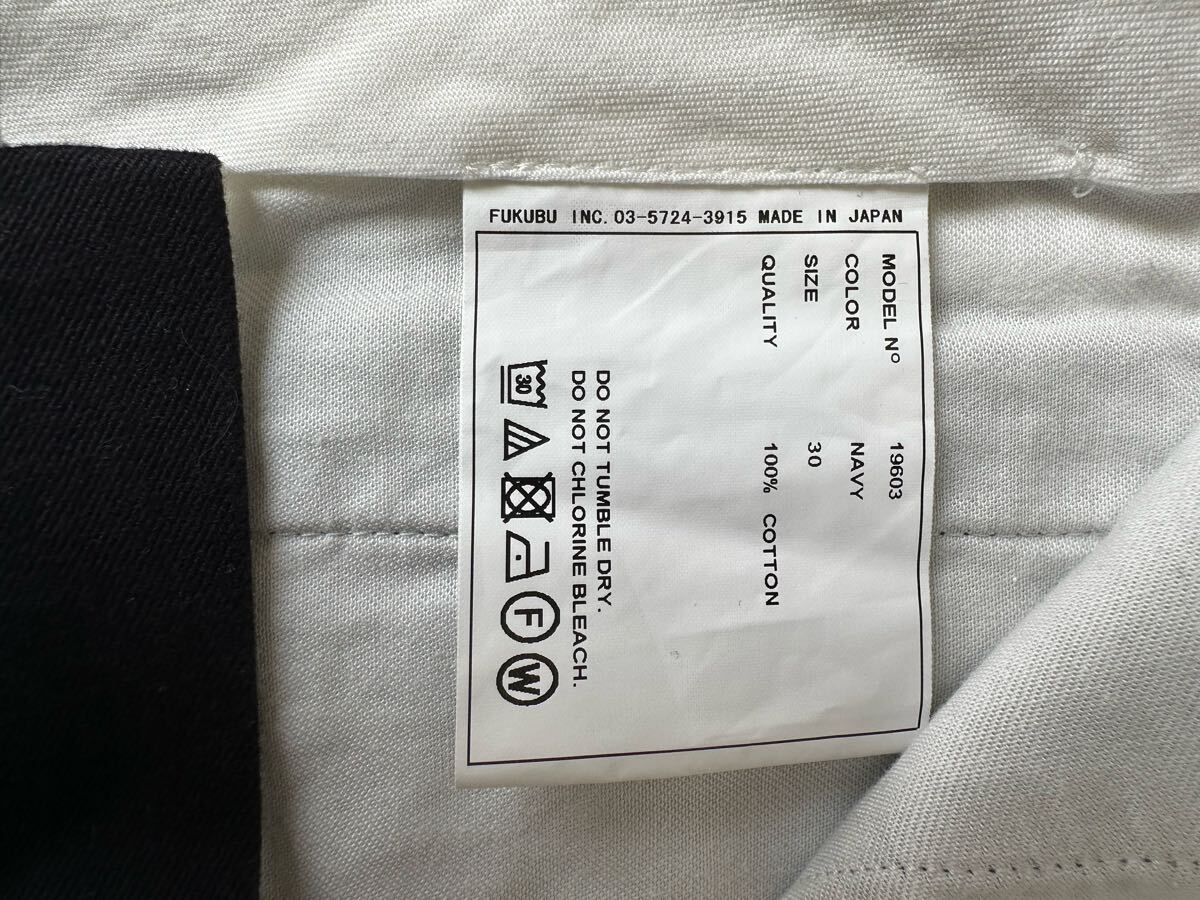 FUKUBU INC. 03-5724-3915 MADE IN JAPAN
MODEL Nº 19603
COLOR NAVY
SIZE 30
QUALITY 100% COTTON
DO NOT TUMBLE DRY.
DO NOT CHLORINE BLEACH.
30 F W